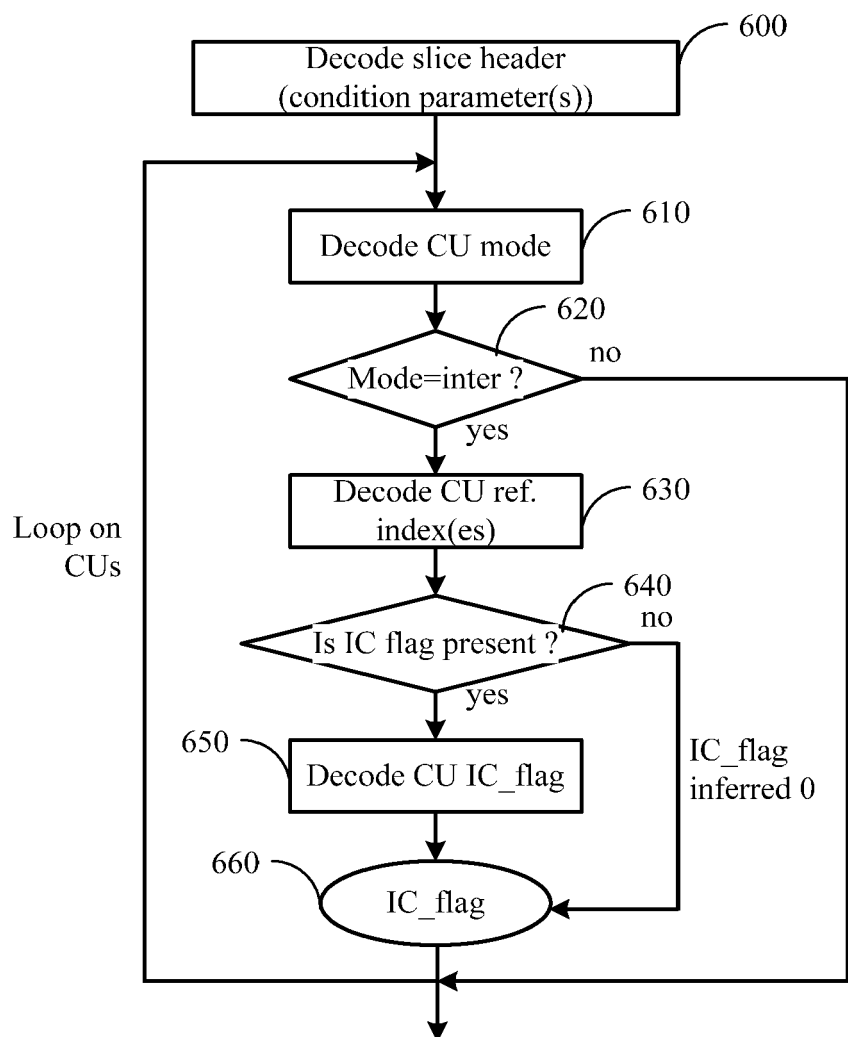 600
Decode slice header
(condition parameter(s))
610
Decode CU mode
620
no
Mode=inter ?
yes
Decode CU ref.
index(es)
630
Loop on
CUs
640
no
Is IC flag present ?
yes
650
Decode CU IC_flag
IC_flag
inferred 0
660
IC_flag